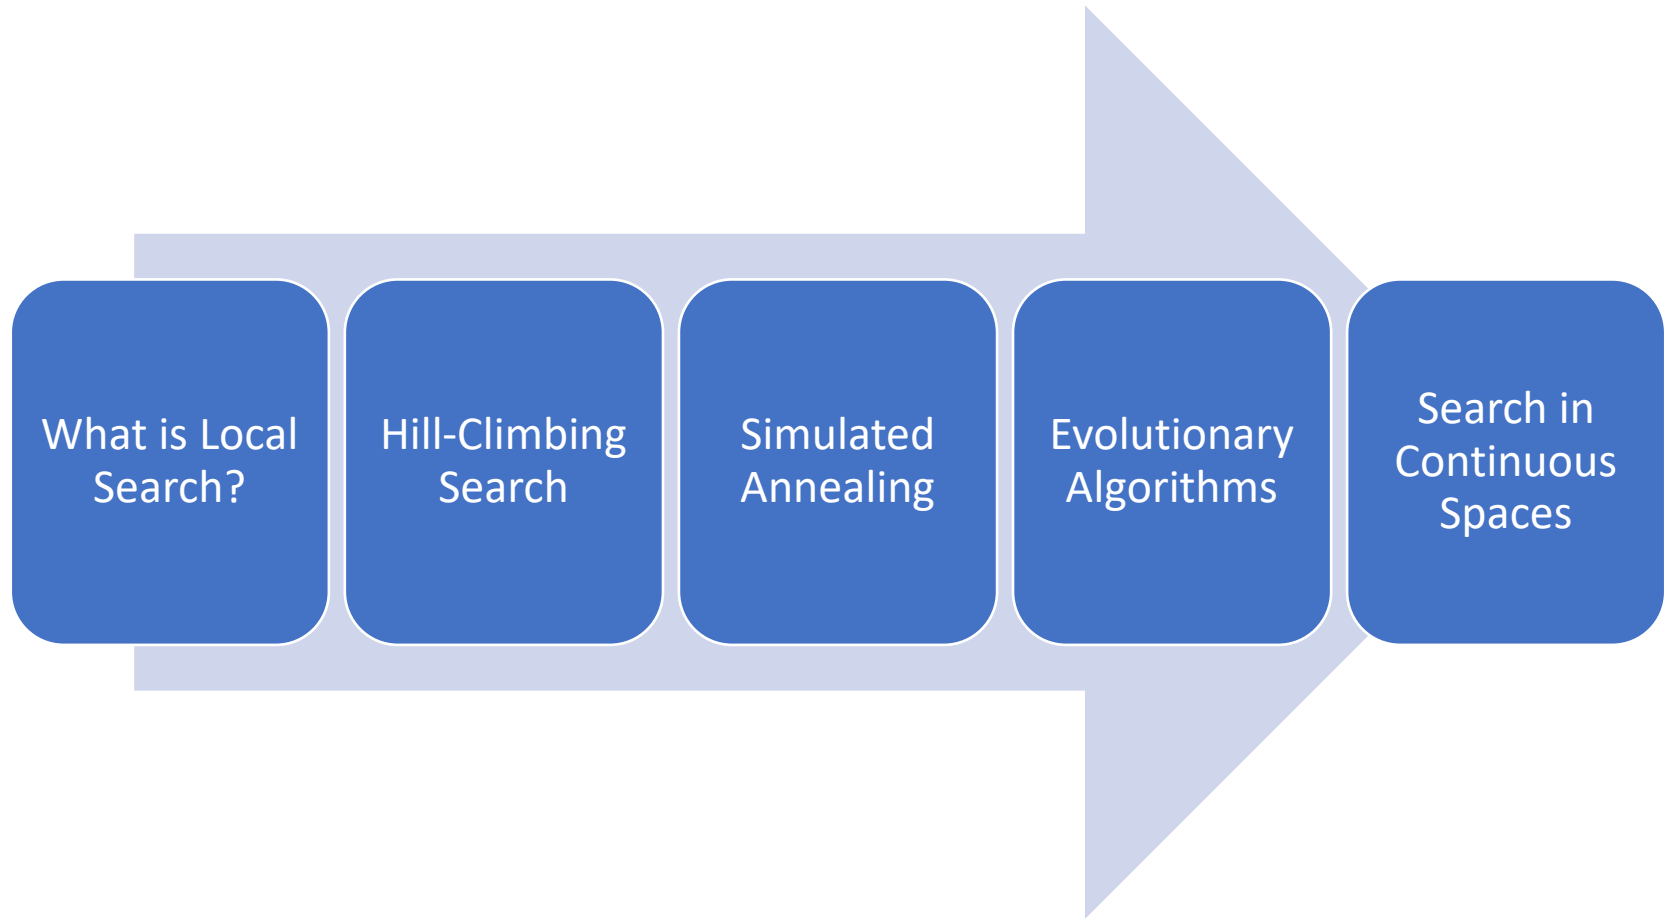 What is Local
Search?
Hill-Climbing
Search
Simulated
Annealing
Evolutionary
Algorithms
Search in
Continuous
Spaces